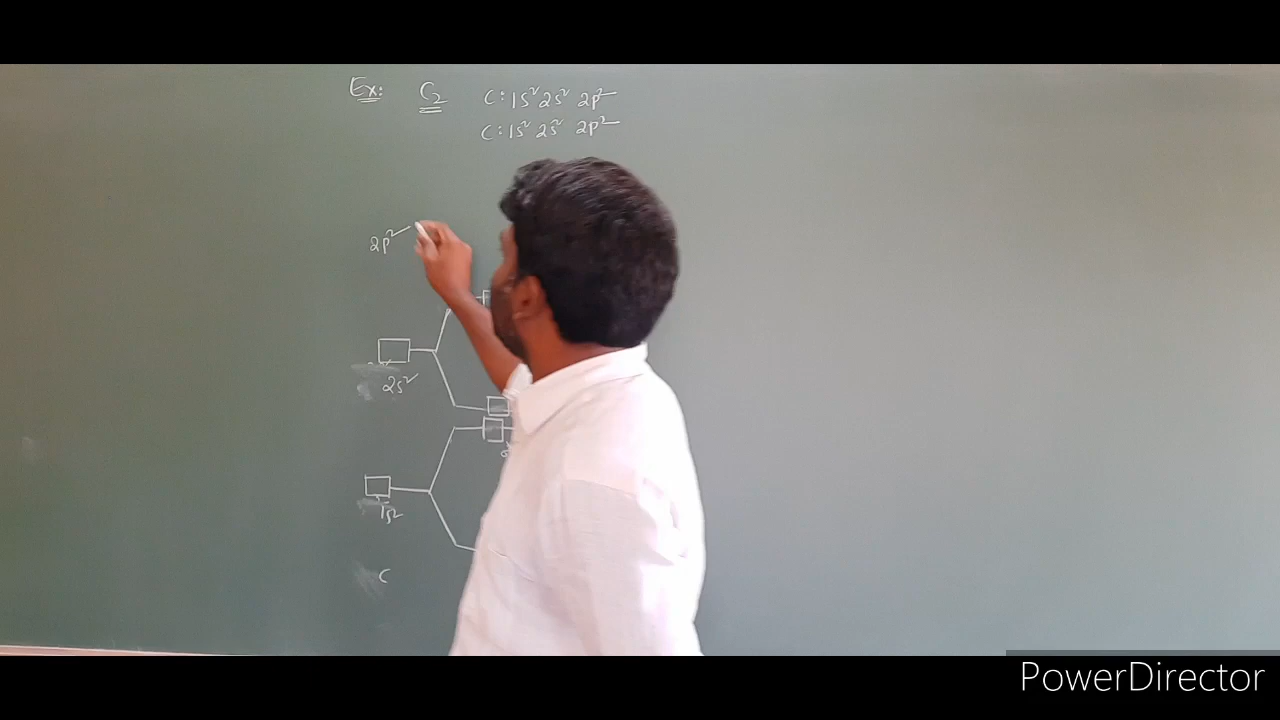 Ex: C₂ C: 1s² 2s² 2p²
C: 1s² 2s² 2p²
2p²
2s²
1s²
C
PowerDirector